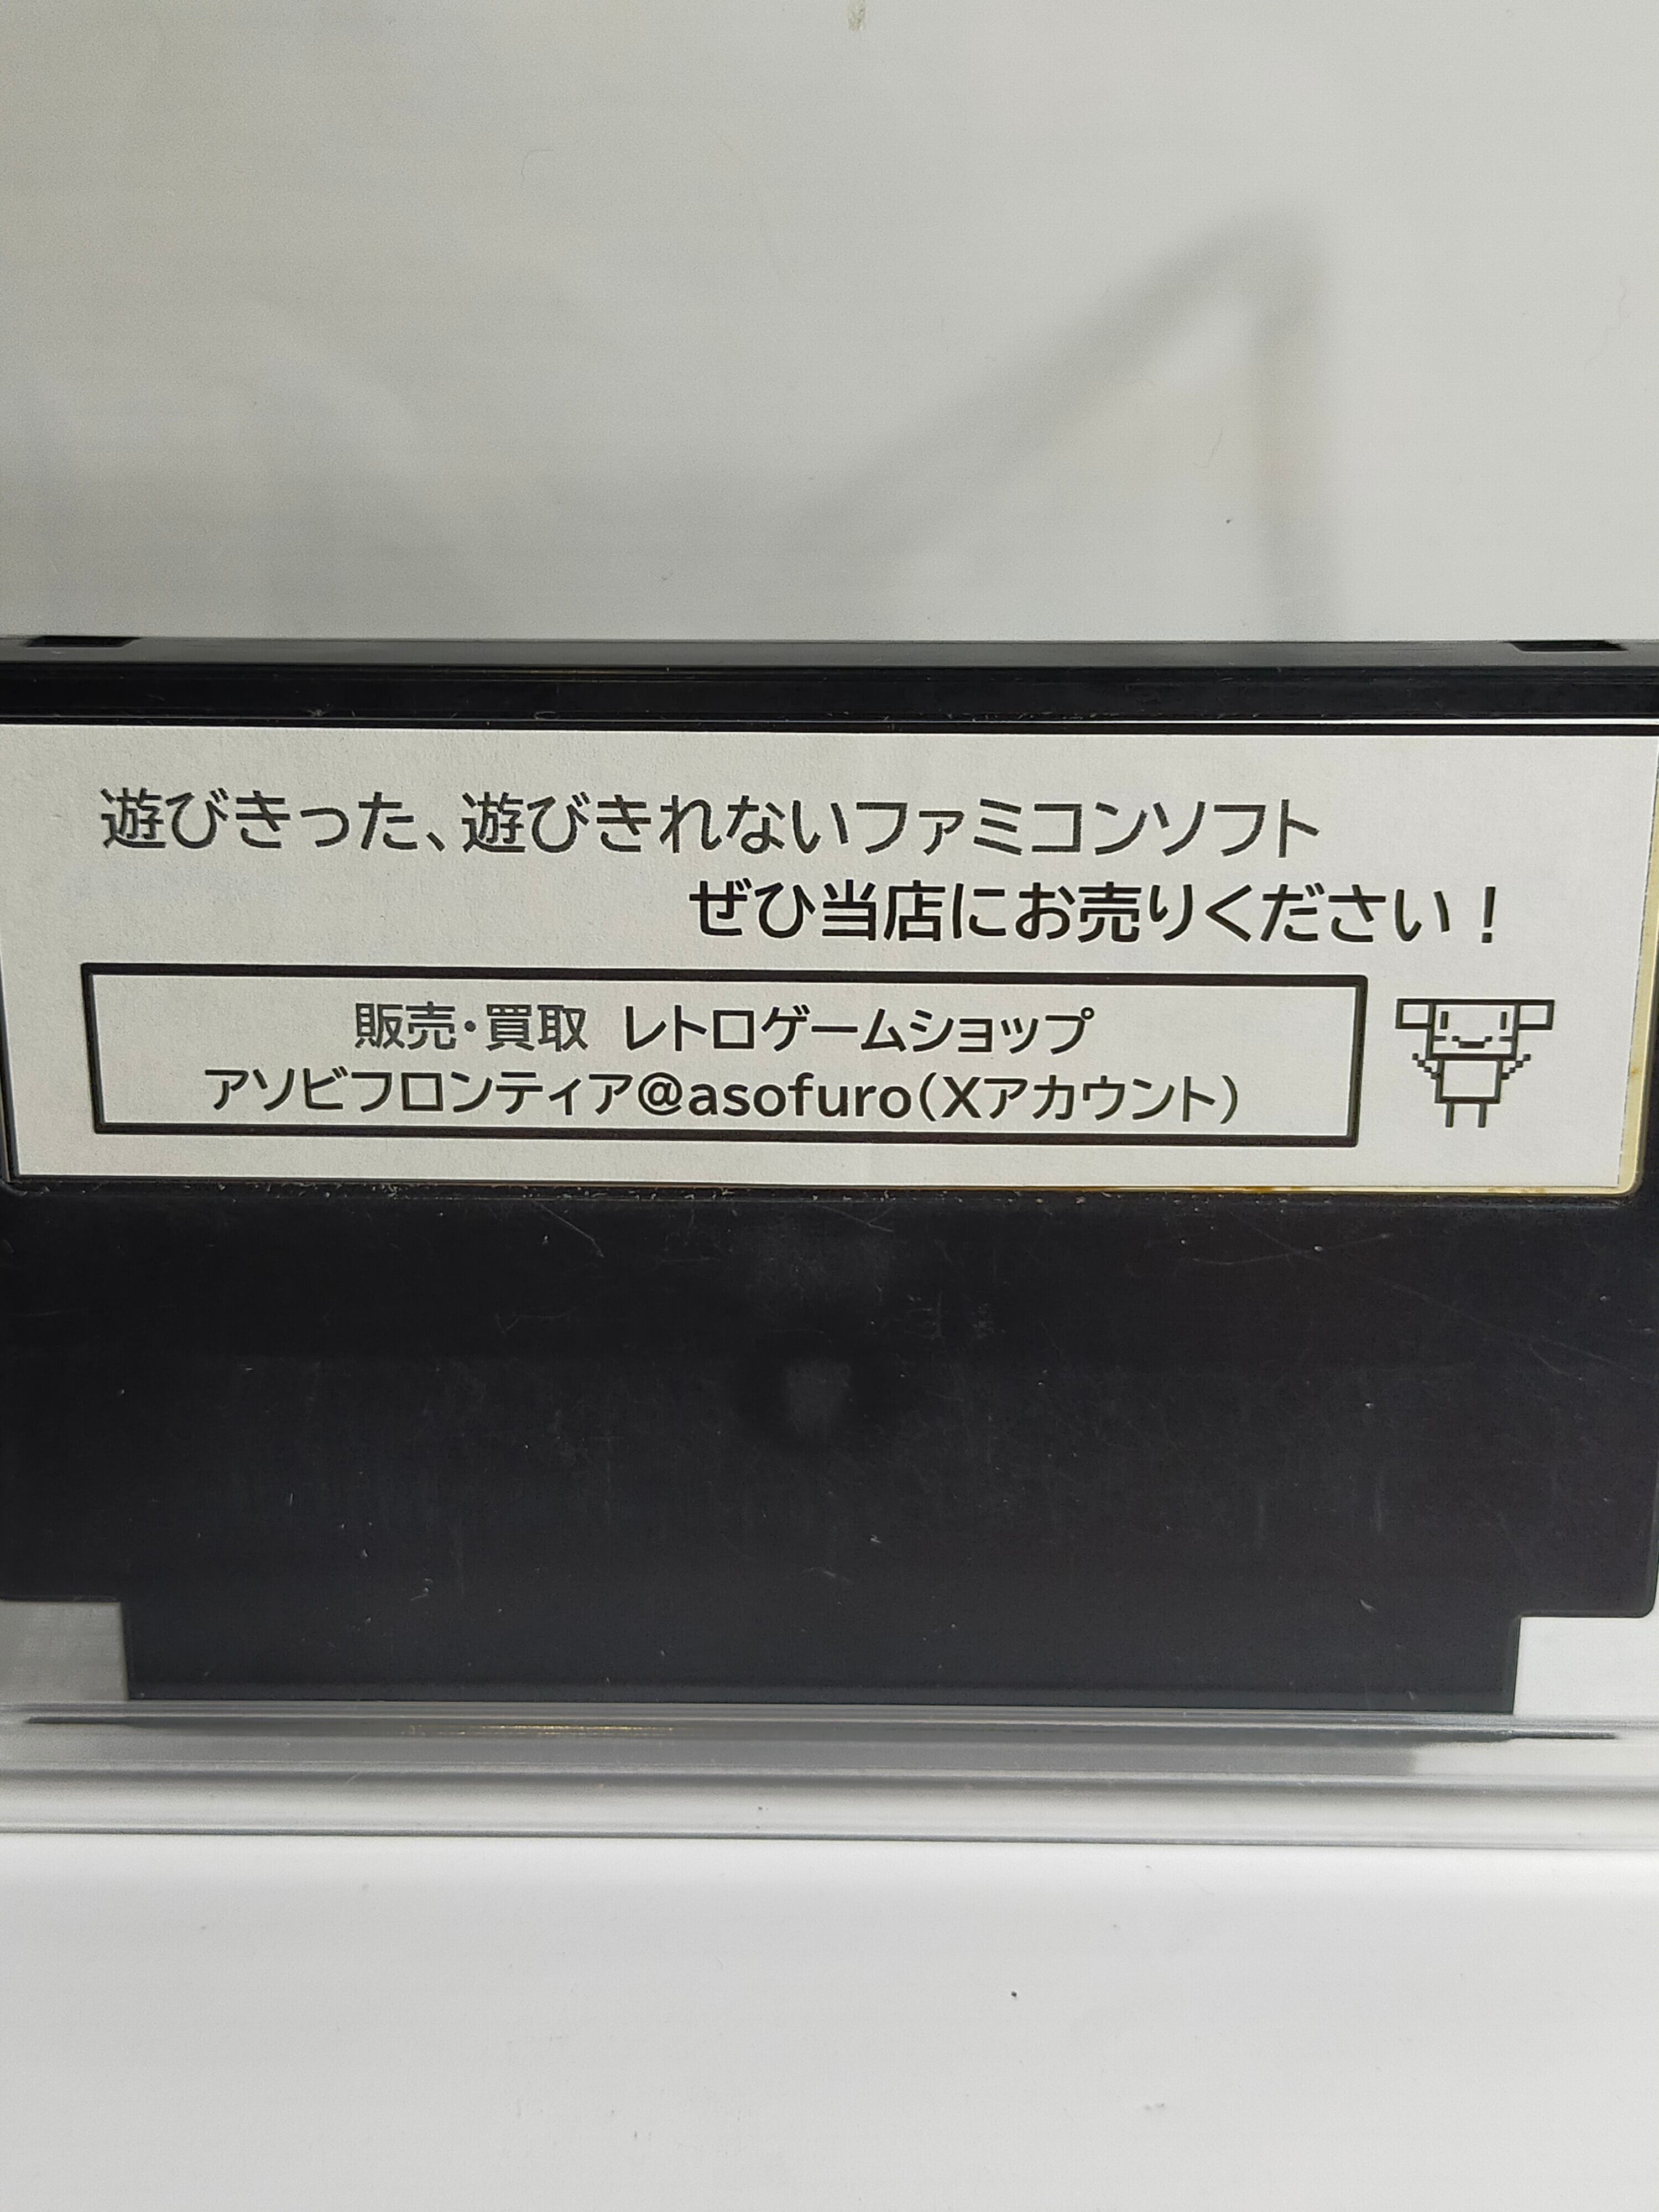 遊びきった、遊びきれないファミコンソフト
ぜひ当店にお売りください！
販売・買取 レトロゲームショップ
アソビフロンティア@asofuro(Xアカウント)